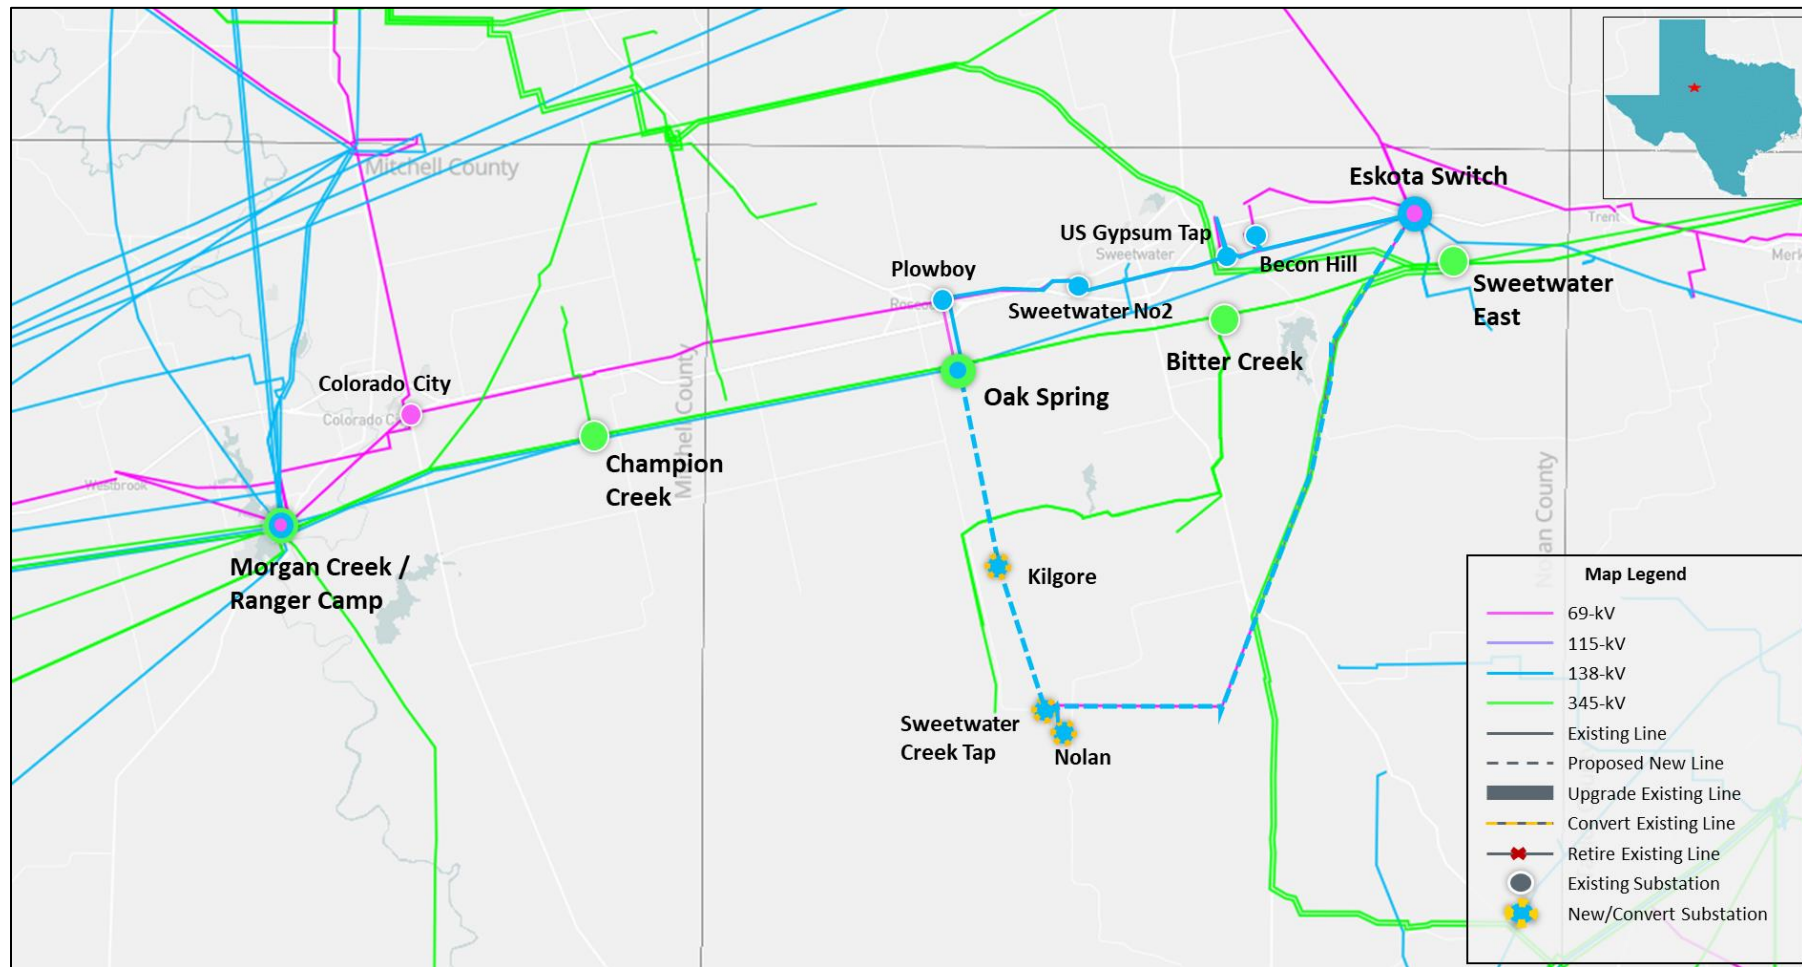 Mitchell County
Eskota Switch
Trent
US Gypsum Tap
Sweetwater
Becon Hill
Merk
Plowboy
Sweetwater No2
Sweetwater
East
Bitter Creek
Colorado City
Oak Spring
Mitchell County
Champion
Creek
Westbrook
Nolan County
Morgan Creek /
Ranger Camp
Kilgore
Sweetwater
Creek Tap
Nolan
Map Legend
69-kV
115-kV
138-kV
345-kV
Existing Line
Proposed New Line
Upgrade Existing Line
Convert Existing Line
Retire Existing Line
Existing Substation
New/Convert Substation